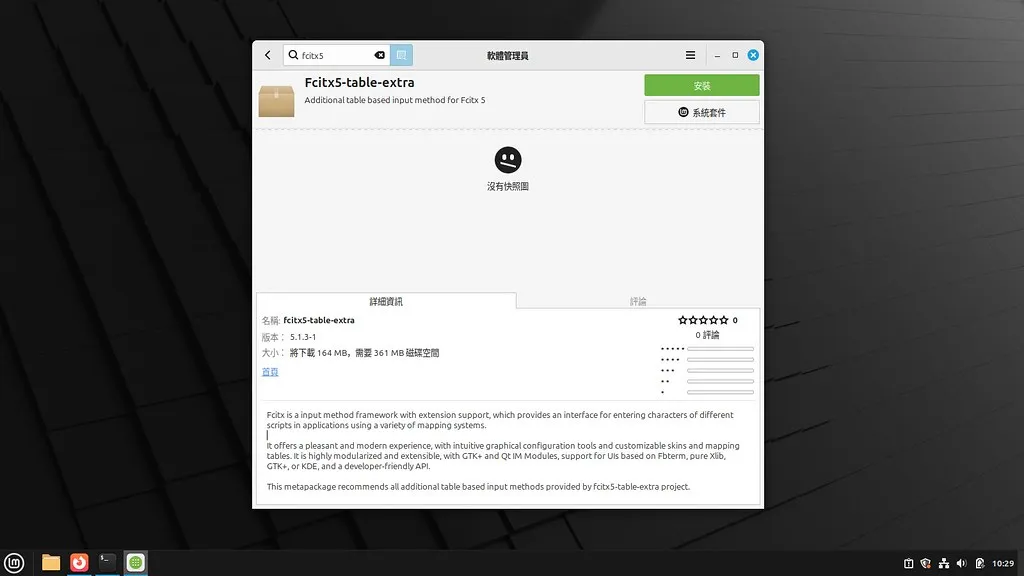 fcitx5
軟體管理員
Fcitx5-table-extra
Additional table based input method for Fcitx 5
安裝
系統套件
沒有快照圖
詳細資訊
評論
名稱: fcitx5-table-extra
版本： 5.1.3-1
大小： 將下載 164 MB，需要 361 MB 磁碟空間
首頁
0
0 評論
Fcitx is a input method framework with extension support, which provides an interface for entering characters of different
scripts in applications using a variety of mapping systems.
It offers a pleasant and modern experience, with intuitive graphical configuration tools and customizable skins and mapping
tables. It is highly modularized and extensible, with GTK+ and Qt IM Modules, support for UIs based on Fbterm, pure Xlib,
GTK+, or KDE, and a developer-friendly API.
This metapackage recommends all additional table based input methods provided by fcitx5-table-extra project.
10:29